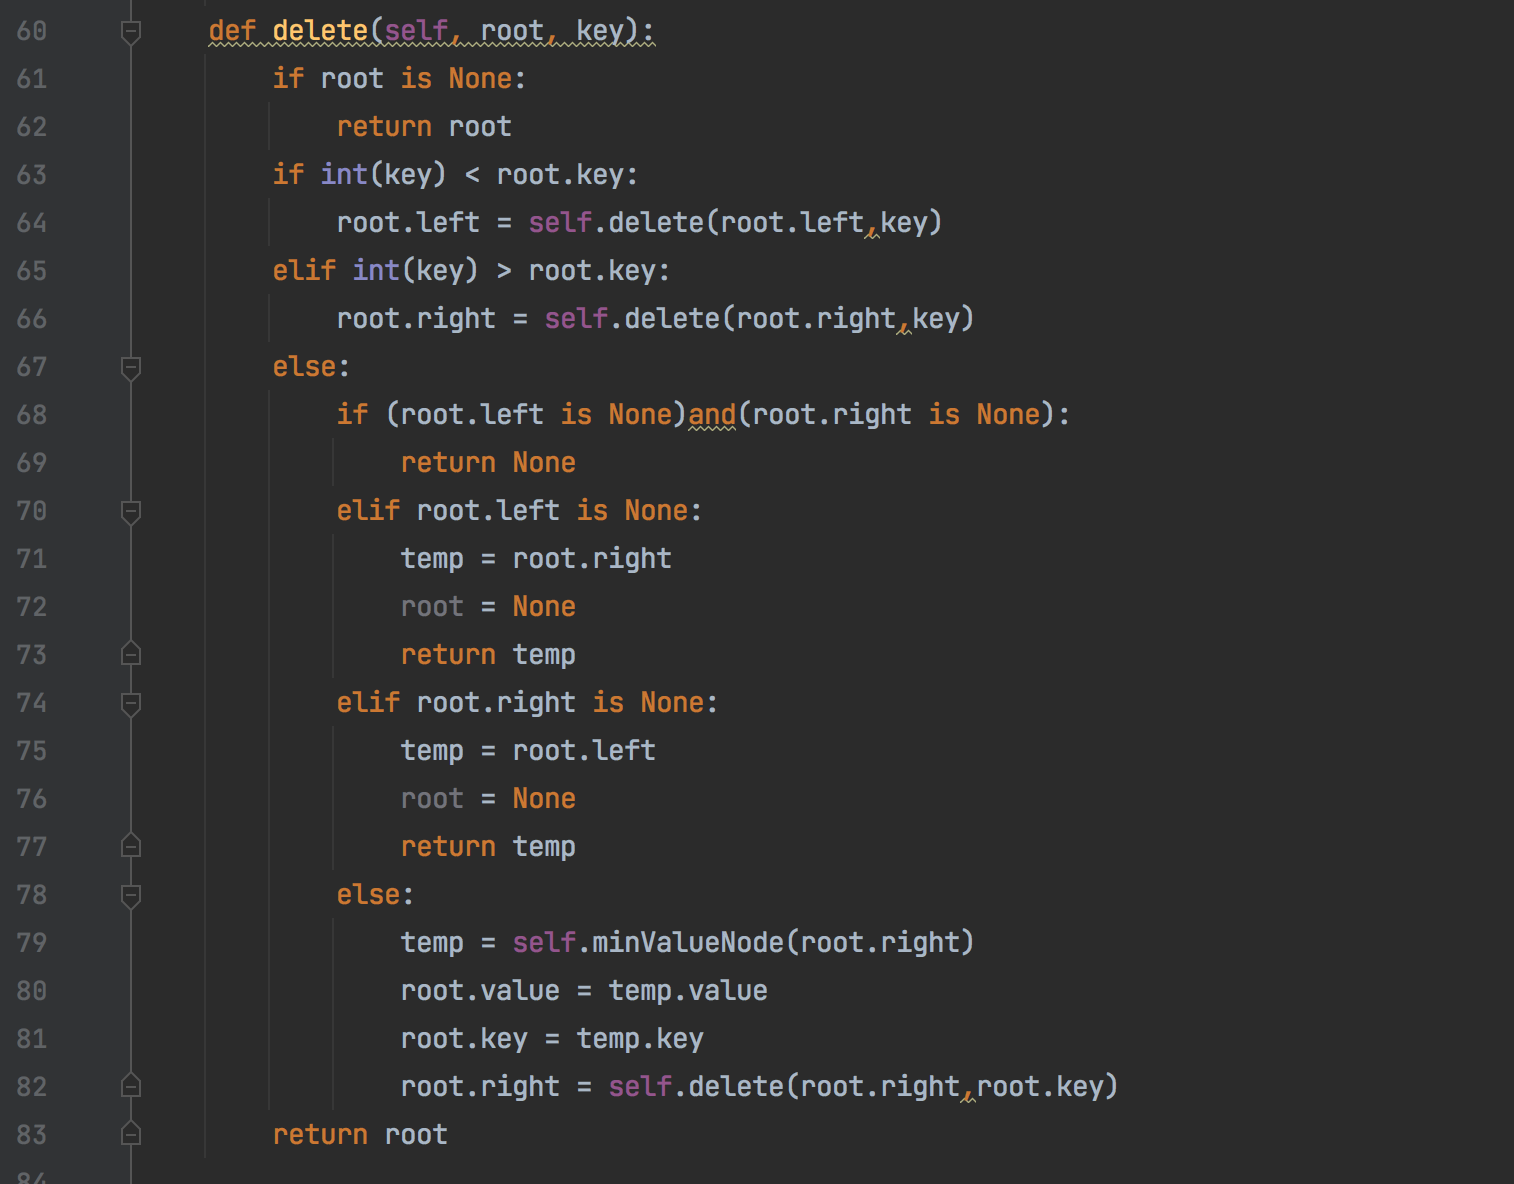 60 def delete(self, root, key):
61 if root is None:
62 return root
63 if int(key) < root.key:
64 root.left = self.delete(root.left,key)
65 elif int(key) > root.key:
66 root.right = self.delete(root.right,key)
67 else:
68 if (root.left is None)and(root.right is None):
69 return None
70 elif root.left is None:
71 temp = root.right
72 root = None
73 return temp
74 elif root.right is None:
75 temp = root.left
76 root = None
77 return temp
78 else:
79 temp = self.minValueNode(root.right)
80 root.value = temp.value
81 root.key = temp.key
82 root.right = self.delete(root.right,root.key)
83 return root
84